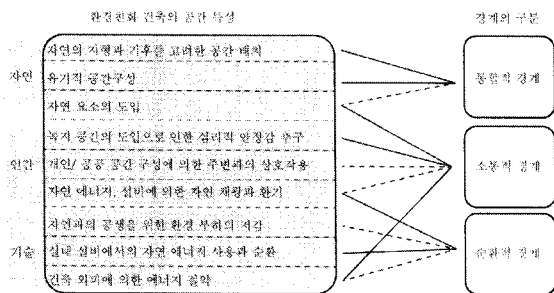 환경친화 건축의 공간 특성
경계의 구분
자연의 지형과 기후를 고려한 공간 배치
자연
유기적 공간구성
통합적 경계
자연 요소의 도입
녹지 공간의 도입으로 인한 심리적 안정감 추구
인간
개인/ 공공 공간 구성에 의한 주변과의 상호작용
소통적 경계
자연 에너지, 설비에 의한 자연 채광과 환기
자연과의 공생을 위한 환경 부하의 저감
기술
실내 설비에서의 자연 에너지 사용과 순환
순환적 경계
건축 외피에 의한 에너지 절약